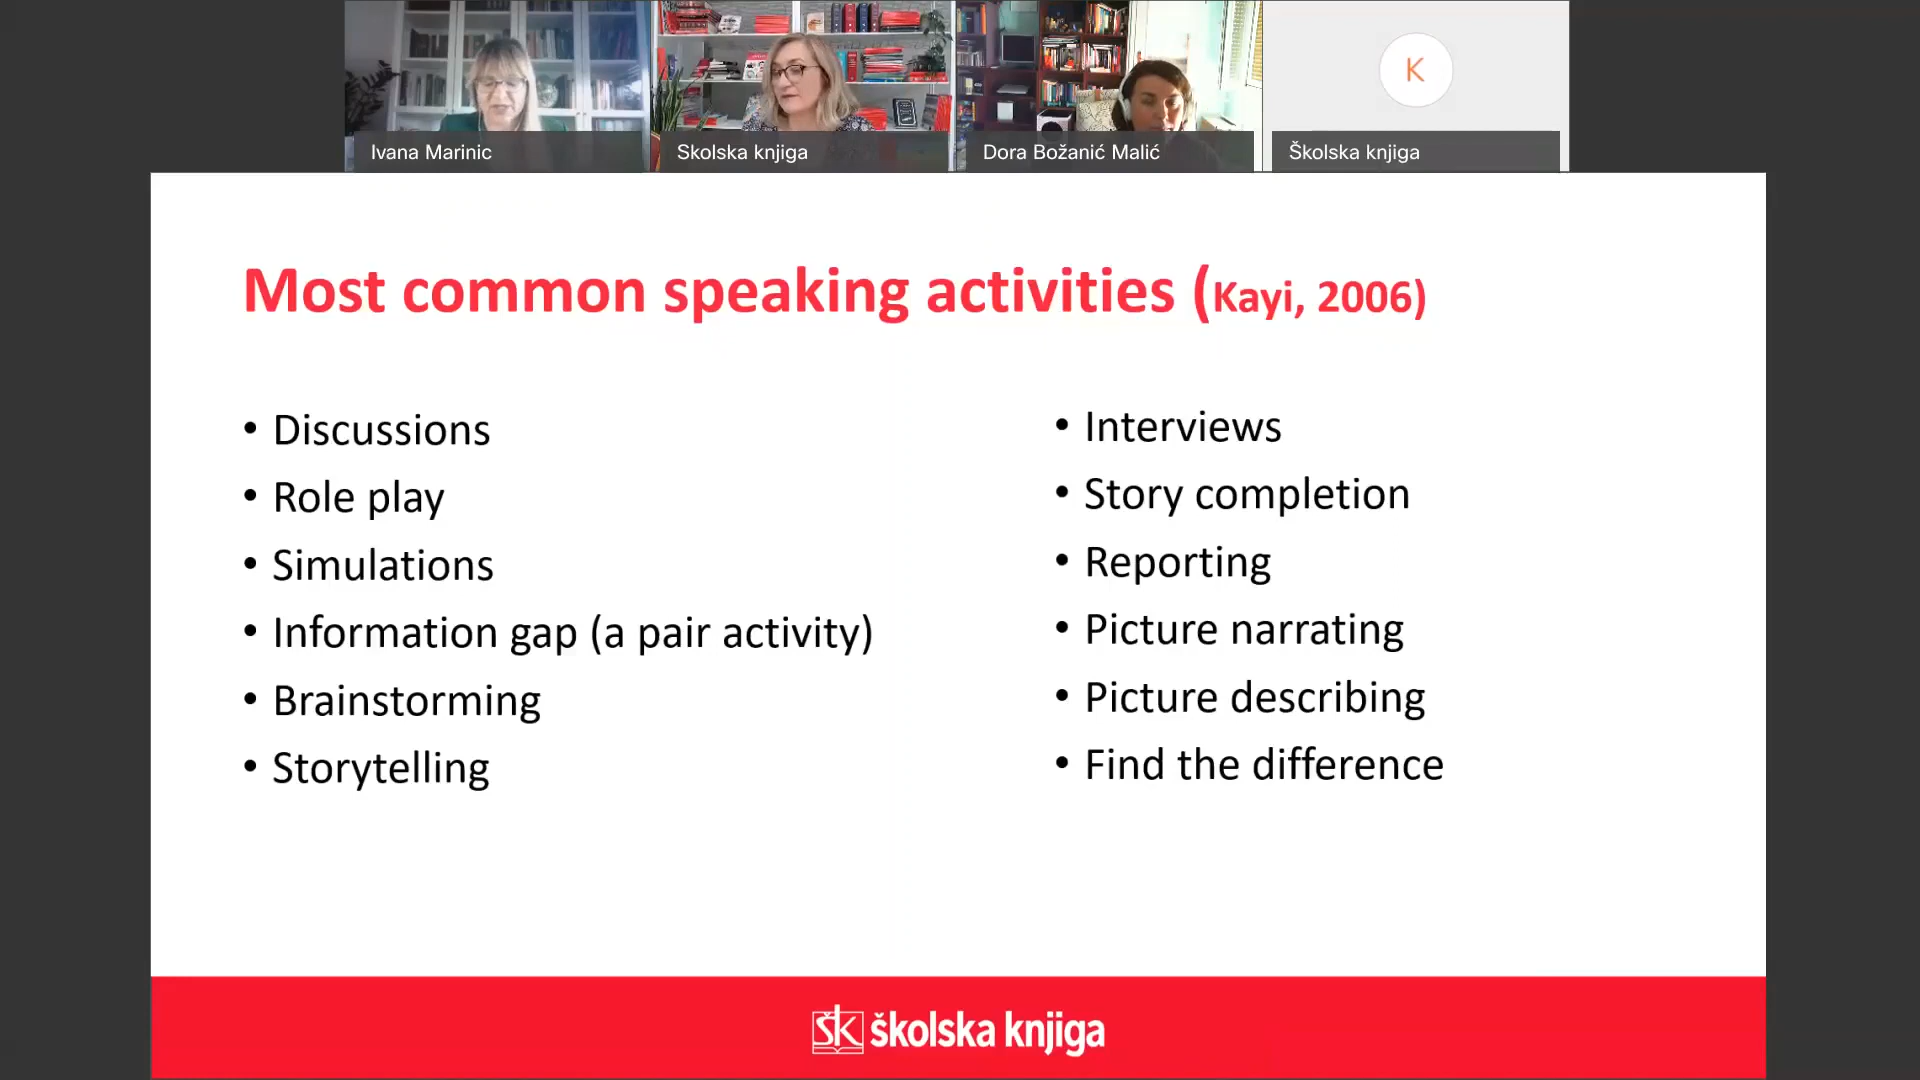 Ivana Marinic
Skolska knjiga
Dora Božanić Malić
K
Školska knjiga
Most common speaking activities (Kayi, 2006)
• Discussions
• Role play
• Simulations
• Information gap (a pair activity)
• Brainstorming
• Storytelling
• Interviews
• Story completion
• Reporting
• Picture narrating
• Picture describing
• Find the difference
ŠK školska knjiga